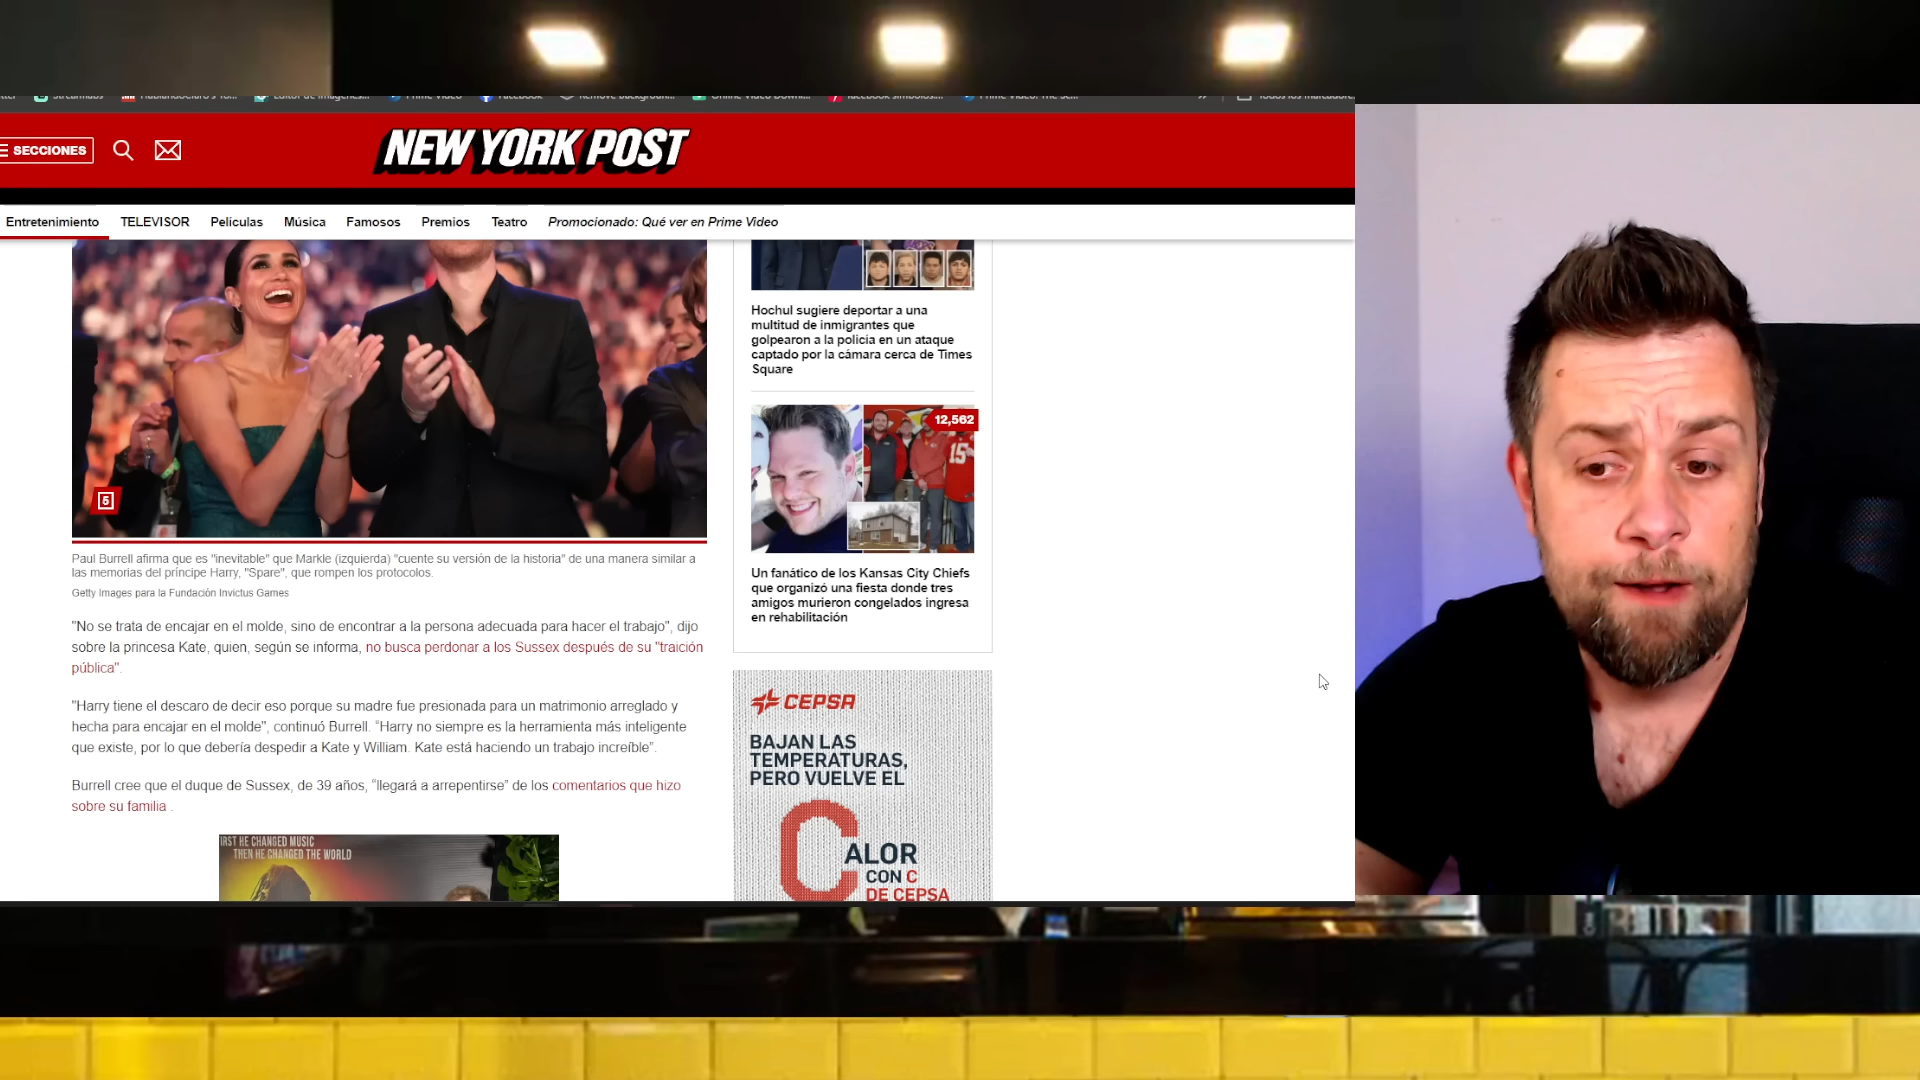 SECCIONES
NEW YORK POST
Entretenimiento TELEVISOR Películas Música Famosos Premios Teatro Promocionado: Qué ver en Prime Video
5
Paul Burrell afirma que es "inevitable" que Markle (izquierda) "cuente su versión de la historia" de una manera similar a
las memorias del príncipe Harry, "Spare", que rompen los protocolos.
Getty Images para la Fundación Invictus Games
"No se trata de encajar en el molde, sino de encontrar a la persona adecuada para hacer el trabajo", dijo
sobre la princesa Kate, quien, según se informa, no busca perdonar a los Sussex después de su "traición
pública".
"Harry tiene el descaro de decir eso porque su madre fue presionada para un matrimonio arreglado y
hecha para encajar en el molde", continuó Burrell. “Harry no siempre es la herramienta más inteligente
que existe, por lo que debería despedir a Kate y William. Kate está haciendo un trabajo increíble”.
Burrell cree que el duque de Sussex, de 39 años, “llegará a arrepentirse” de los comentarios que hizo
sobre su familia .
IRST HE CHANGED MUSIC
THEN HE CHANGED THE WORLD
Hochul sugiere deportar a una
multitud de inmigrantes que
golpearon a la policía en un ataque
captado por la cámara cerca de Times
Square
12,562
15
Un fanático de los Kansas City Chiefs
que organizó una fiesta donde tres
amigos murieron congelados ingresa
en rehabilitación
CEPSA
BAJAN LAS
TEMPERATURAS,
PERO VUELVE EL
CALOR
CON C
DE CEPSA